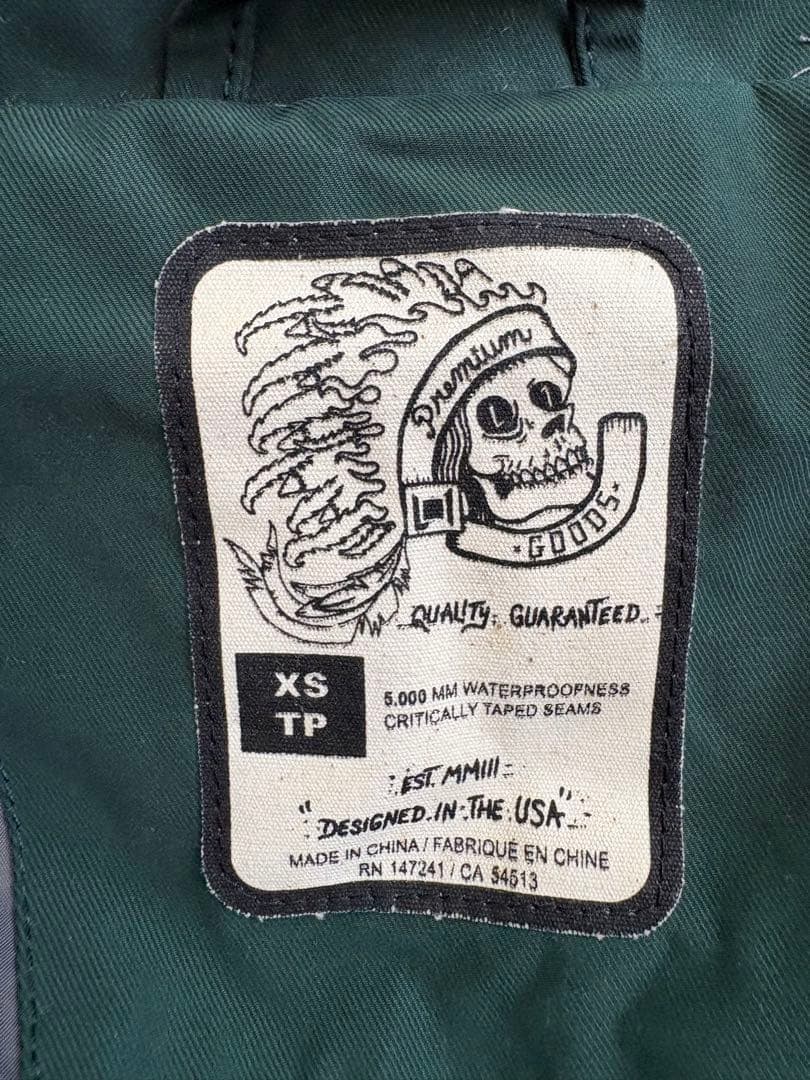 Premium
·GOODS·
QUALITY. GUARANTEED.
XS
TP
5.000 MM WATERPROOFNESS
CRITICALLY TAPED SEAMS
EST. MMIII
"DESIGNED.IN.THE.USA"
MADE IN CHINA / FABRIQUÉ EN CHINE
RN 147241 / CA 54513